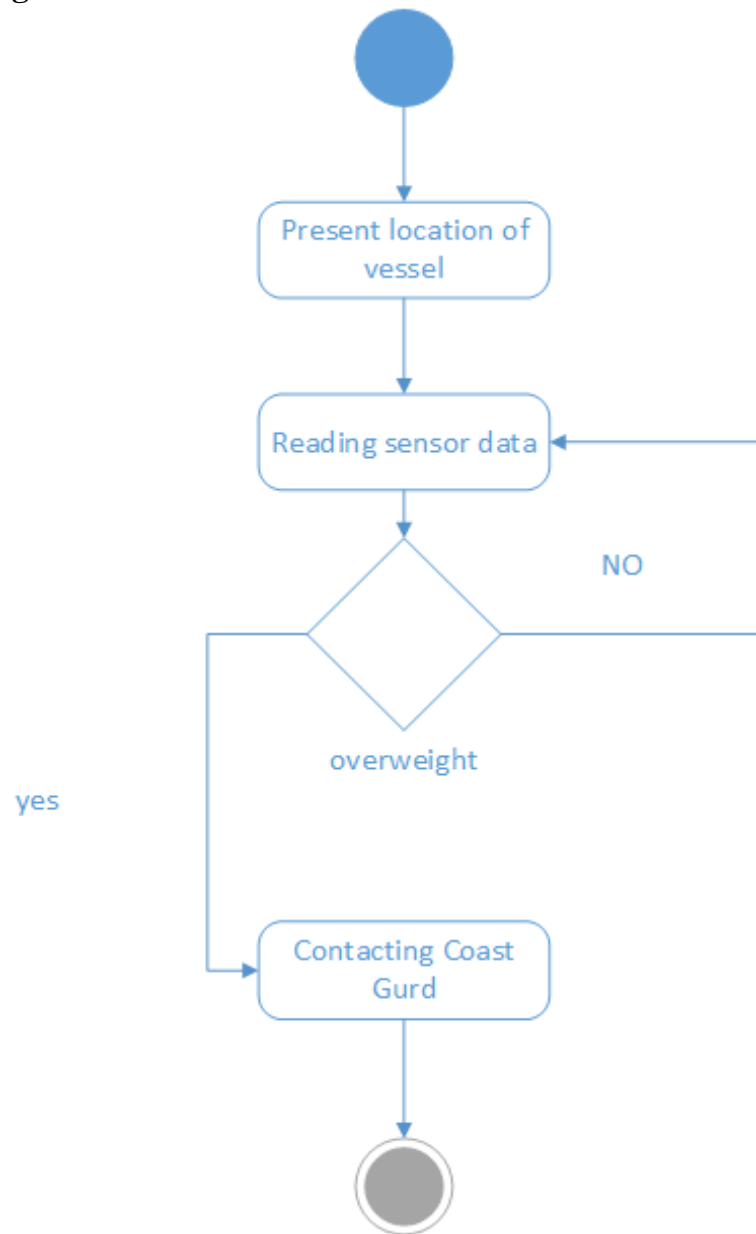 g
Present location of
vessel
Reading sensor data
NO
overweight
yes
Contacting Coast
Gurd